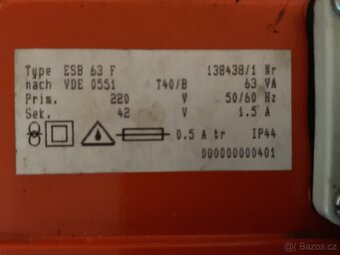 Type ESB 63 F 138438/1 Nr
nach VDE 0551 T40/B 63 VA
Prim. 220 V 50/60 Hz
Sek. 42 V 1.5 A
0.5 A tr IP44
000000000401
Sbazos.cz